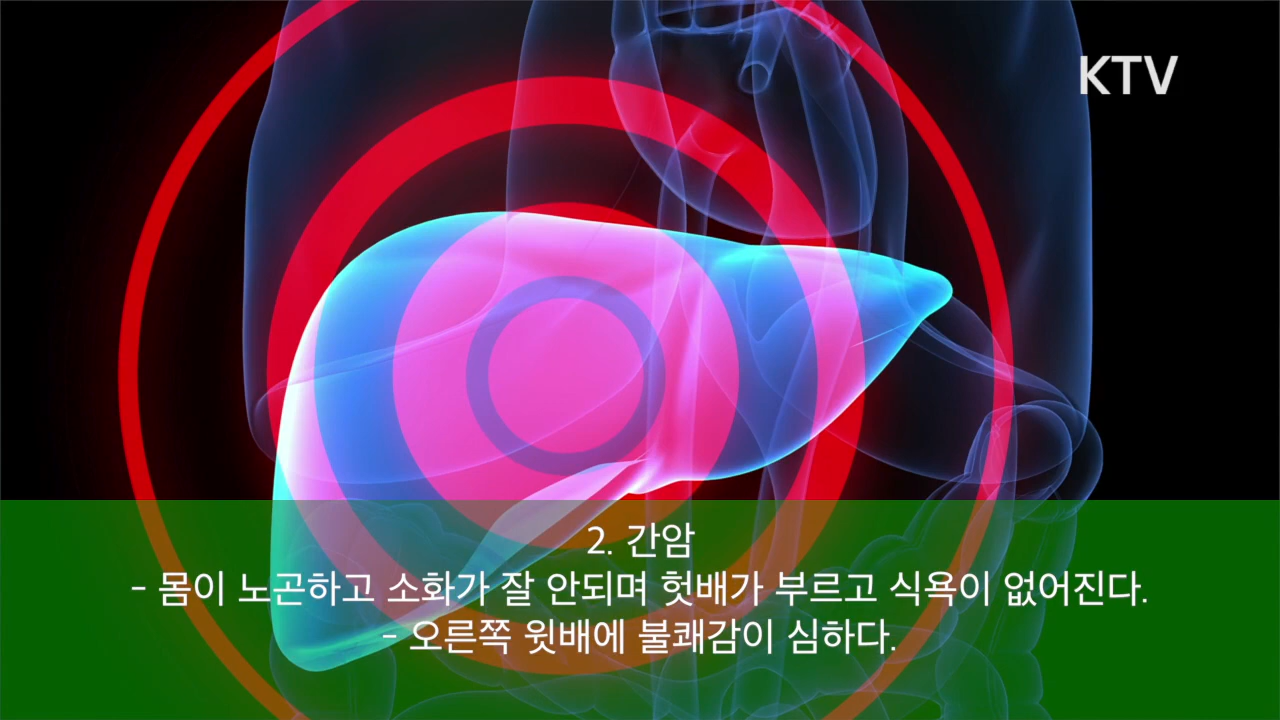 KTV
2. 간암
- 몸이 노곤하고 소화가 잘 안되며 헛배가 부르고 식욕이 없어진다.
- 오른쪽 윗배에 불쾌감이 심하다.